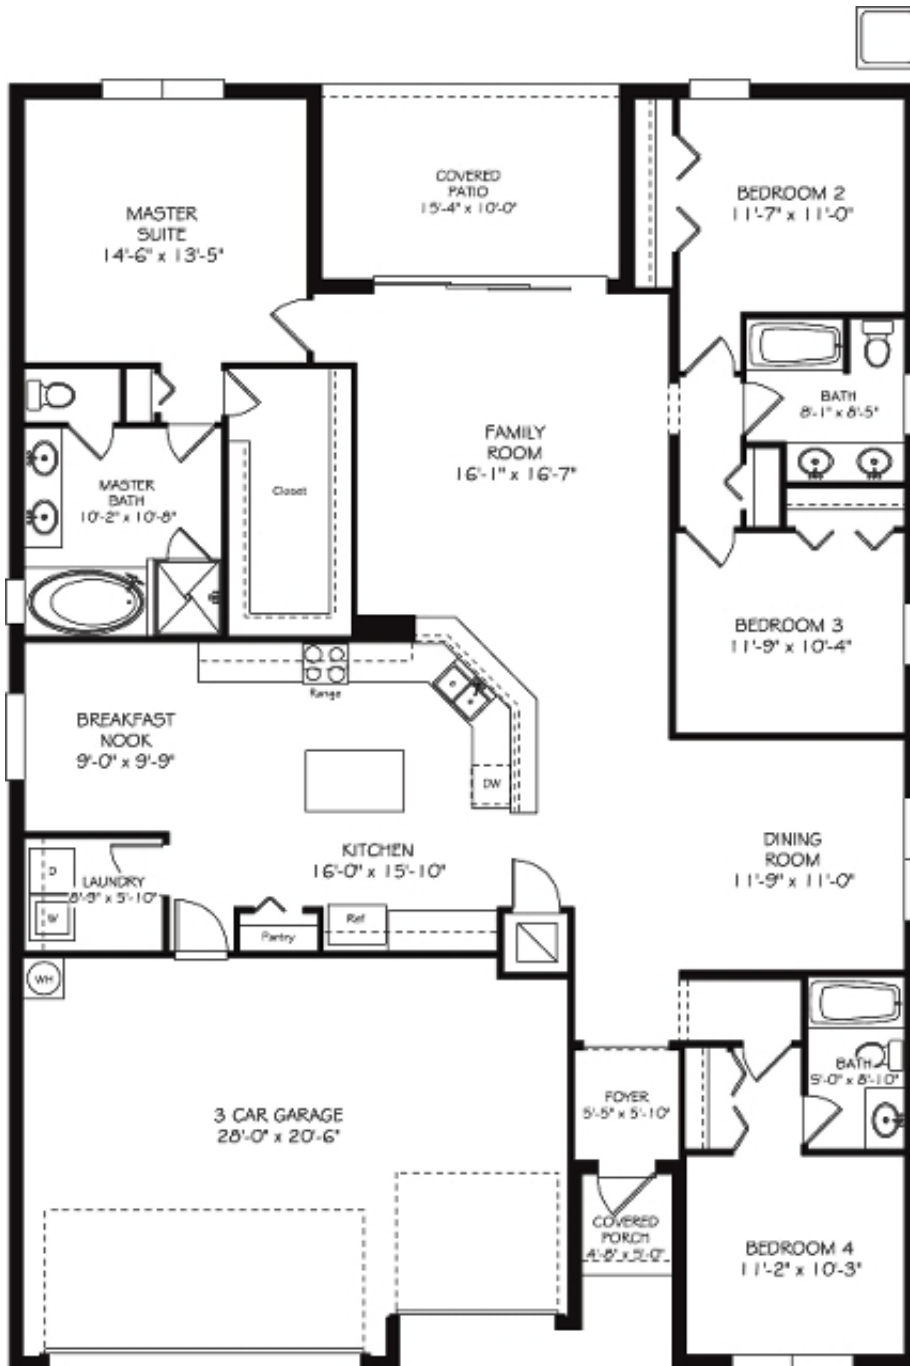 COVERED
PATIO
15'-4" x 10'-0"
BEDROOM 2
11'-7" x 11'-0"
MASTER
SUITE
14'-6" x 13'-5"
BATH
8'-1" x 8'-5"
FAMILY
ROOM
16'-1" x 16'-7"
MASTER
BATH
10'-2" x 10'-8"
Closet
BEDROOM 3
11'-9" x 10'-4"
Range
BREAKFAST
NOOK
9'-0" x 9'-9"
DW
KITCHEN
16'-0" x 15'-10"
DINING
ROOM
11'-9" x 11'-0"
D
LAUNDRY
8'-9" x 5'-10"
W
Pantry
Ref
WH
BATH
5'-0" x 8'-10"
FOYER
5'-5" x 5'-10"
3 CAR GARAGE
28'-0" x 20'-6"
COVERED
PORCH
4'-8" x 5'-0"
BEDROOM 4
11'-2" x 10'-3"